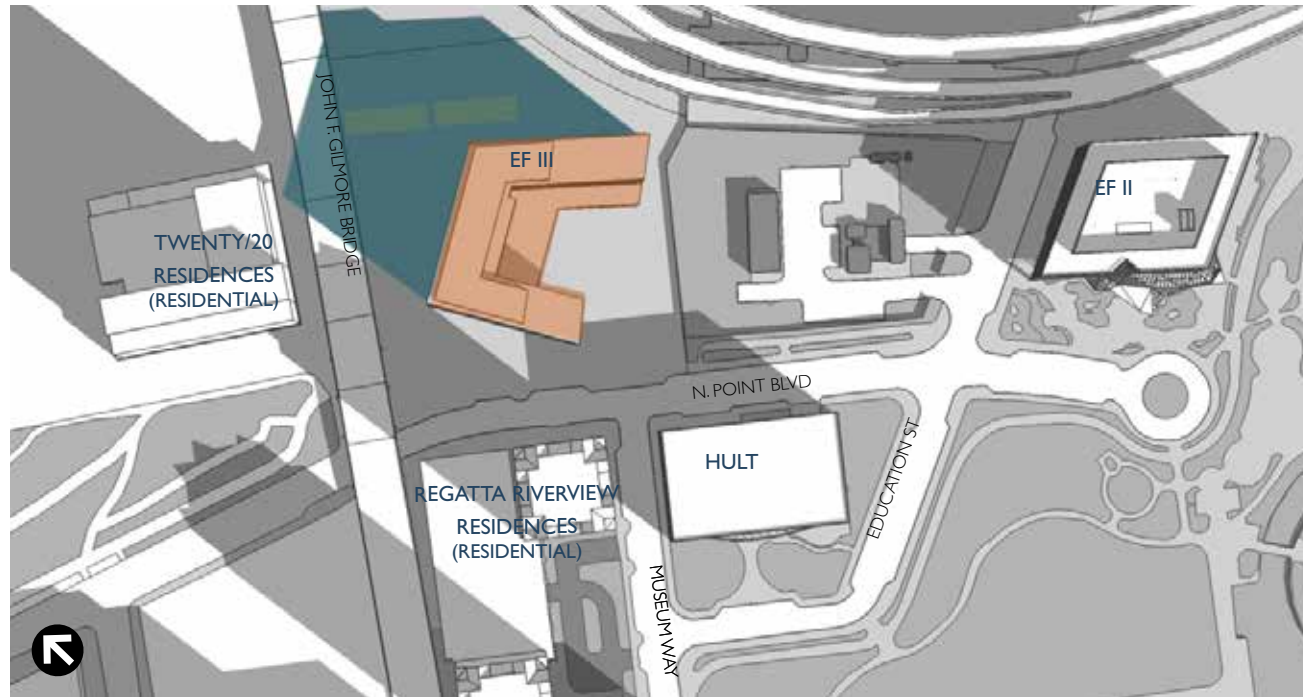 JOHN F. GILMORE BRIDGE
EF III
EF II
TWENTY/20
RESIDENCES
(RESIDENTIAL)
N. POINT BLVD
HULT
EDUCATION ST
REGATTA RIVERVIEW
RESIDENCES
(RESIDENTIAL)
MUSEUM WAY